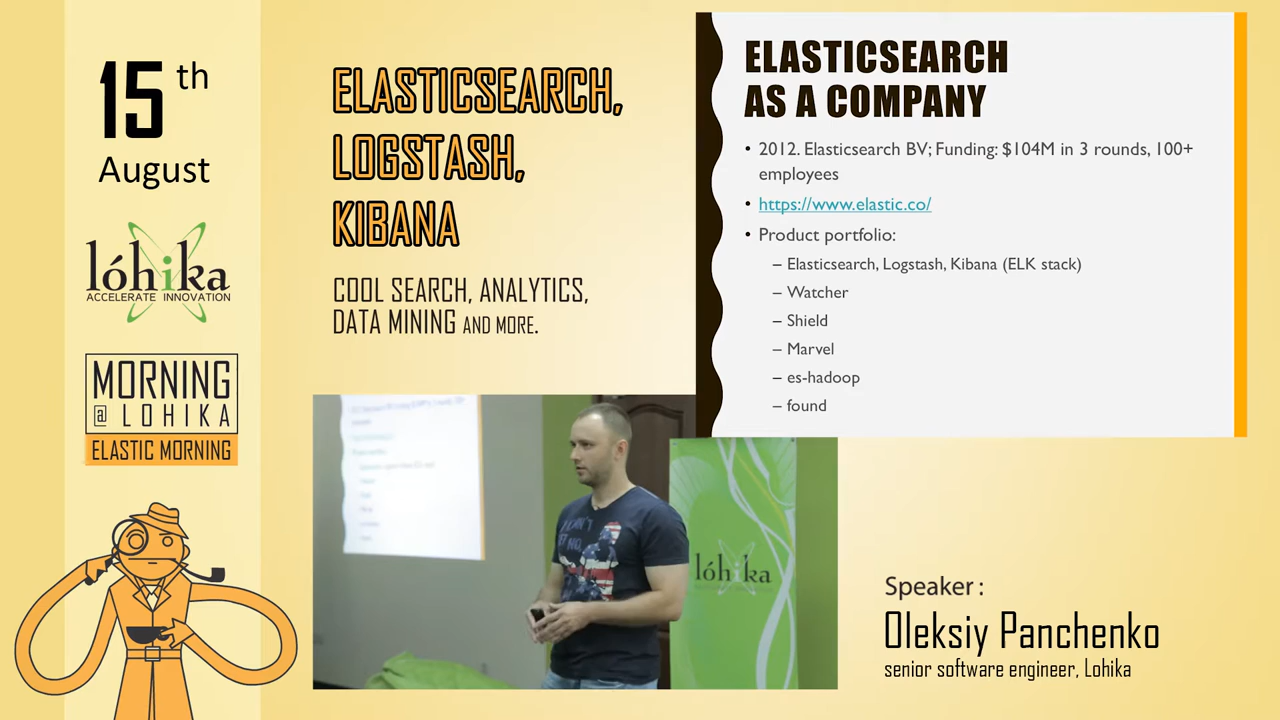 15th
August
lóhika
ACCELERATE INNOVATION
MORNING
@ LOHIKA
ELASTIC MORNING
ELASTICSEARCH,
LOGSTASH,
KIBANA
COOL SEARCH, ANALYTICS,
DATA MINING AND MORE.
ELASTICSEARCH
AS A COMPANY
• 2012. Elasticsearch BV; Funding: $104M in 3 rounds, 100+
employees
• https://www.elastic.co/
• Product portfolio:
– Elasticsearch, Logstash, Kibana (ELK stack)
– Watcher
– Shield
– Marvel
– es-hadoop
– found
lóhika
Speaker :
Oleksiy Panchenko
senior software engineer, Lohika